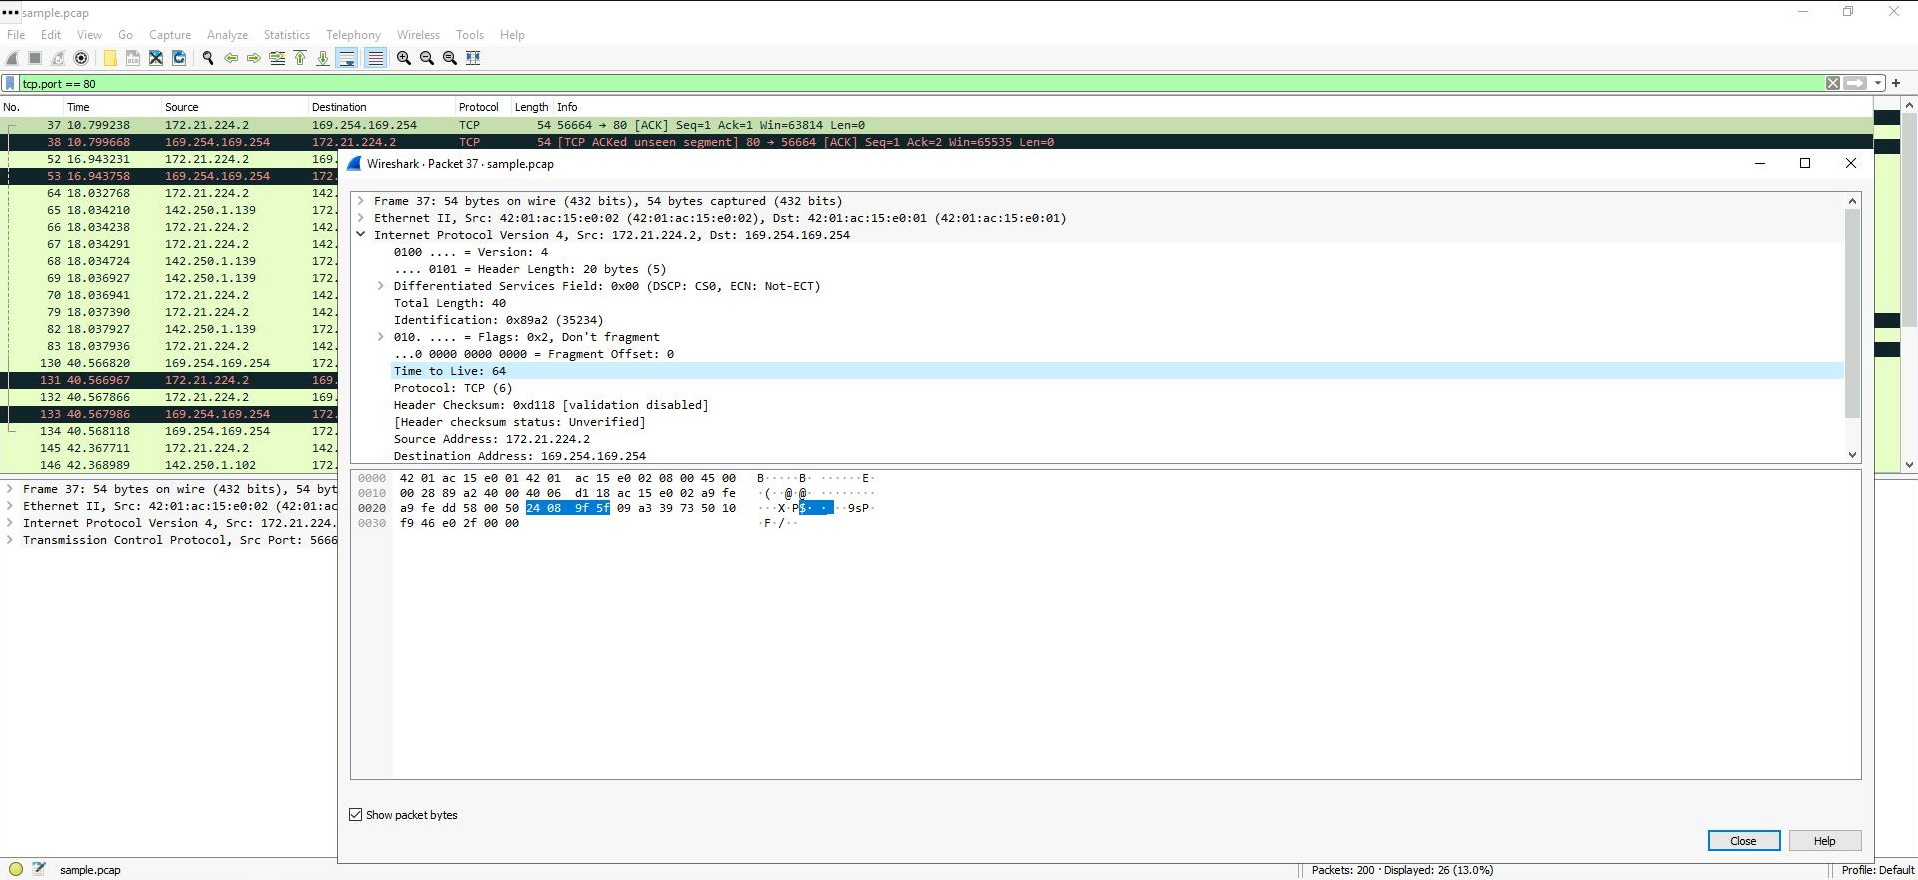 sample.pcap
File Edit View Go Capture Analyze Statistics Telephony Wireless Tools Help
tcp.port == 80
No. Time Source Destination Protocol Length Info
37 10.799238 172.21.224.2 169.254.169.254 TCP 54 56664 → 80 [ACK] Seq=1 Ack=1 Win=63814 Len=0
38 10.799668 169.254.169.254 172.21.224.2 TCP 54 [TCP ACKed unseen segment] 80 → 56664 [ACK] Seq=1 Ack=2 Win=65535 Len=0
52 16.943231 172.21.224.2 169.
53 16.943758 169.254.169.254 172.
64 18.032768 172.21.224.2 142.
65 18.034210 142.250.1.139 172.
66 18.034238 172.21.224.2 142.
67 18.034291 172.21.224.2 142.
68 18.034724 142.250.1.139 172.
69 18.036927 142.250.1.139 172.
70 18.036941 172.21.224.2 142.
79 18.037390 172.21.224.2 142.
82 18.037927 142.250.1.139 172.
83 18.037936 172.21.224.2 142.
130 40.566820 169.254.169.254 172.
131 40.566967 172.21.224.2 169.
132 40.567866 172.21.224.2 169.
133 40.567986 169.254.169.254 172.
134 40.568118 169.254.169.254 172.
145 42.367711 172.21.224.2 142.
146 42.368989 142.250.1.102 172.
Frame 37: 54 bytes on wire (432 bits), 54 byt
Ethernet II, Src: 42:01:ac:15:e0:02 (42:01:ac
Internet Protocol Version 4, Src: 172.21.224.
Transmission Control Protocol, Src Port: 5666
Wireshark · Packet 37 · sample.pcap
Frame 37: 54 bytes on wire (432 bits), 54 bytes captured (432 bits)
Ethernet II, Src: 42:01:ac:15:e0:02 (42:01:ac:15:e0:02), Dst: 42:01:ac:15:e0:01 (42:01:ac:15:e0:01)
Internet Protocol Version 4, Src: 172.21.224.2, Dst: 169.254.169.254
0100 .... = Version: 4
.... 0101 = Header Length: 20 bytes (5)
Differentiated Services Field: 0x00 (DSCP: CS0, ECN: Not-ECT)
Total Length: 40
Identification: 0x89a2 (35234)
010. .... = Flags: 0x2, Don't fragment
...0 0000 0000 0000 = Fragment Offset: 0
Time to Live: 64
Protocol: TCP (6)
Header Checksum: 0xd118 [validation disabled]
[Header checksum status: Unverified]
Source Address: 172.21.224.2
Destination Address: 169.254.169.254
0000 42 01 ac 15 e0 01 42 01 ac 15 e0 02 08 00 45 00 B·····B· ······E·
0010 00 28 89 a2 40 00 40 06 d1 18 ac 15 e0 02 a9 fe ·(··@·@· ········
0020 a9 fe dd 58 00 50 24 08 9f 5f 09 a3 39 73 50 10 ···X·P$· ·_··9sP·
0030 f9 46 e0 2f 00 00 ·F·/··
Show packet bytes
Close Help
sample.pcap
Packets: 200 · Displayed: 26 (13.0%)
Profile: Default